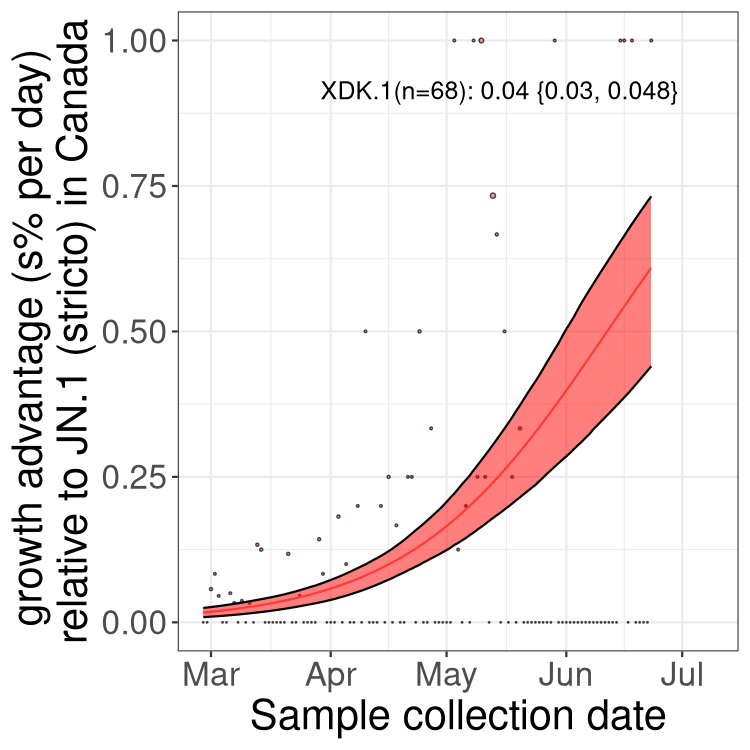 growth advantage (s% per day)
relative to JN.1 (stricto) in Canada
1.00
0.75
0.50
0.25
0.00
XDK.1(n=68): 0.04 {0.03, 0.048}
Mar Apr May Jun Jul
Sample collection date